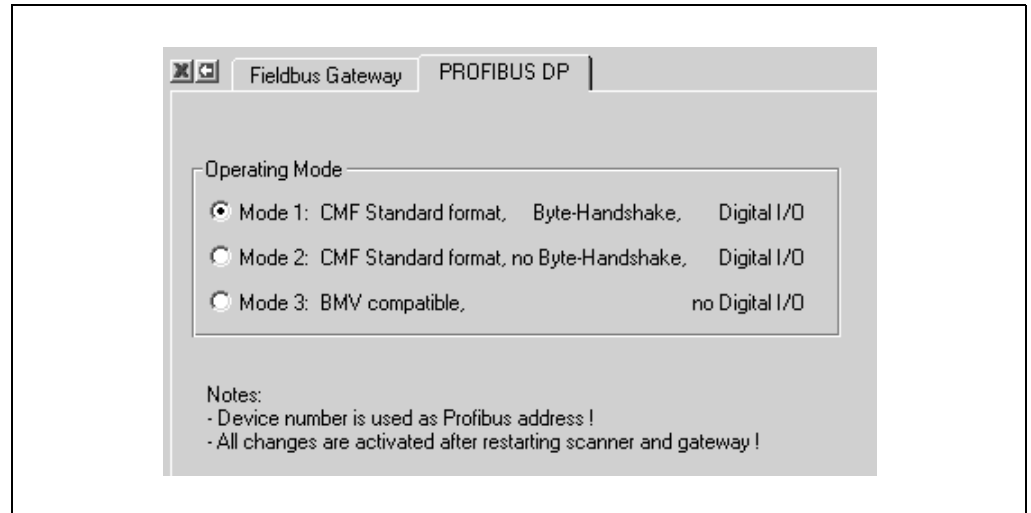 Fieldbus Gateway PROFIBUS DP
Operating Mode
Mode 1: CMF Standard format, Byte-Handshake, Digital I/O
Mode 2: CMF Standard format, no Byte-Handshake, Digital I/O
Mode 3: BMV compatible, no Digital I/O
Notes:
- Device number is used as Profibus address !
- All changes are activated after restarting scanner and gateway !